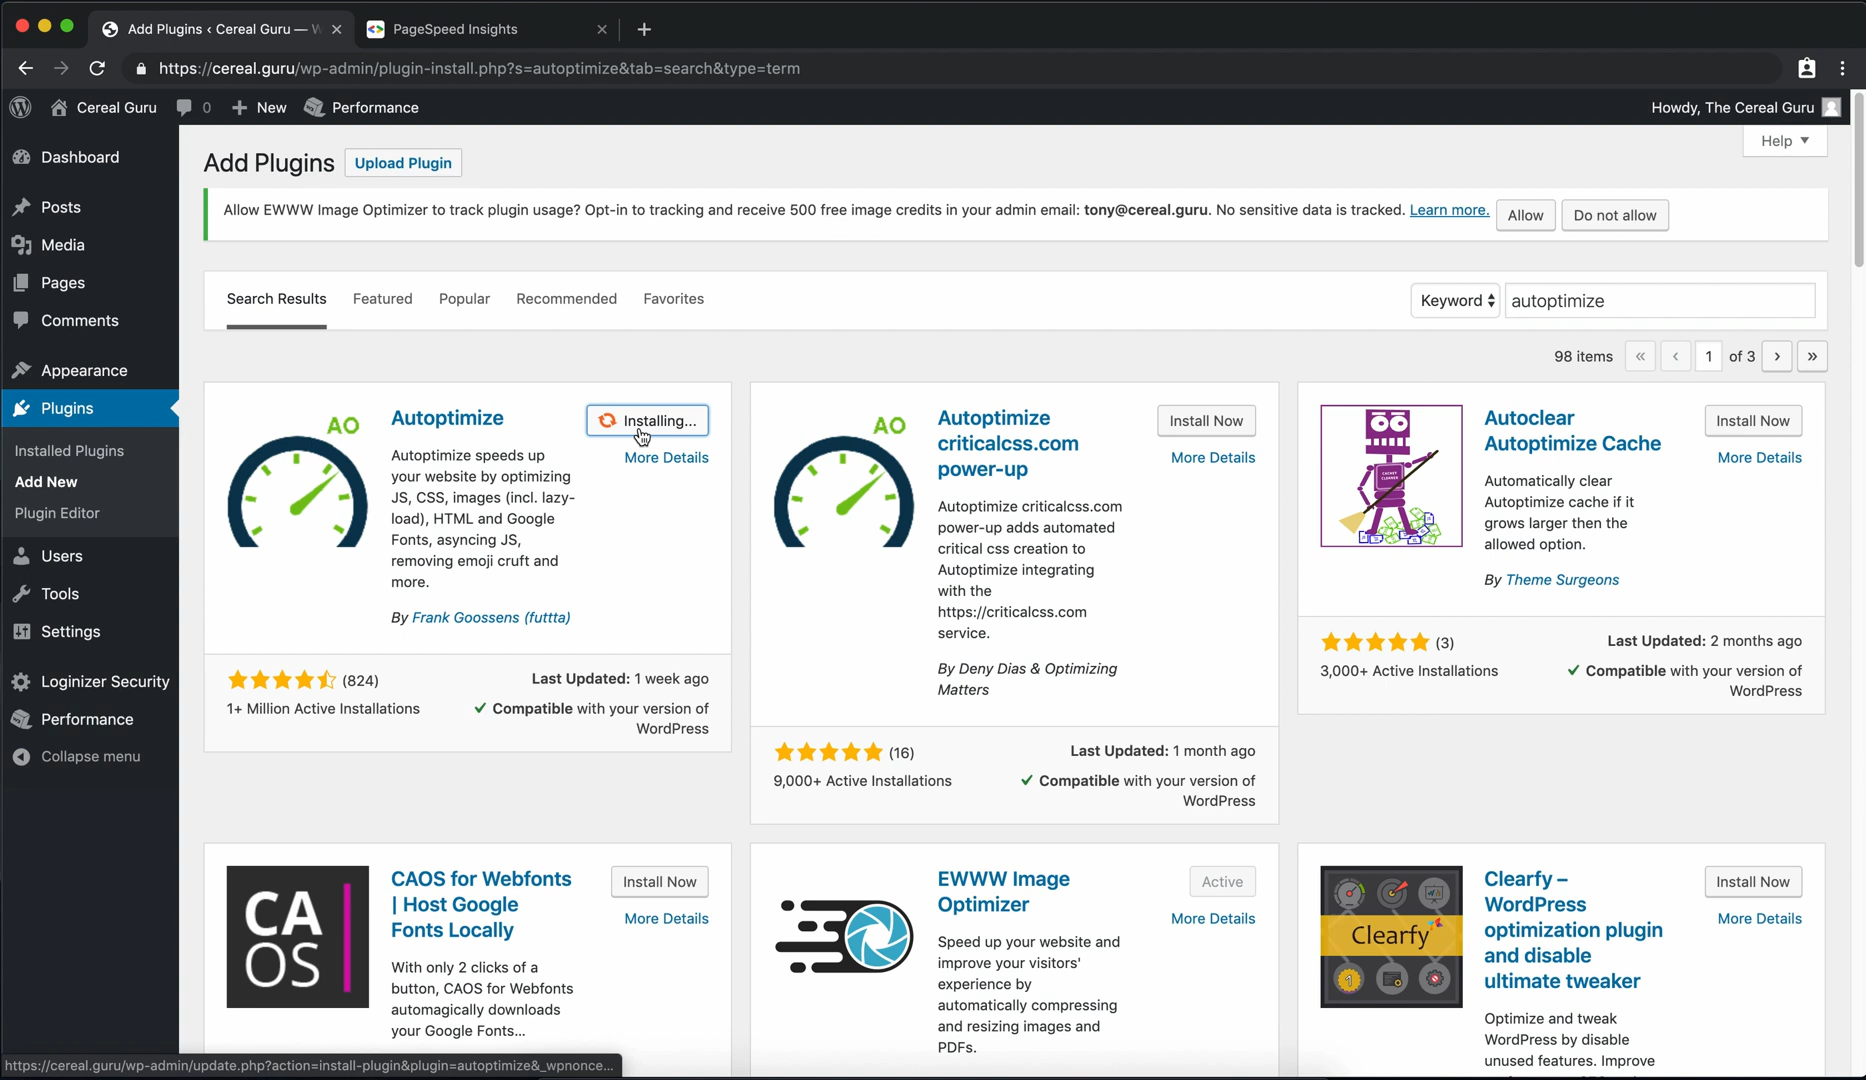 Add Plugins ‹ Cereal Guru — W
PageSpeed Insights
https://cereal.guru/wp-admin/plugin-install.php?s=autoptimize&tab=search&type=term
Cereal Guru
0
New
Performance
Howdy, The Cereal Guru
Dashboard
Posts
Media
Pages
Comments
Appearance
Plugins
Installed Plugins
Add New
Plugin Editor
Users
Tools
Settings
Loginizer Security
Performance
Collapse menu
Help
Add Plugins
Upload Plugin
Allow EWWW Image Optimizer to track plugin usage? Opt-in to tracking and receive 500 free image credits in your admin email: tony@cereal.guru. No sensitive data is tracked. Learn more.
Allow
Do not allow
Search Results
Featured
Popular
Recommended
Favorites
Keyword
autoptimize
98 items
«
‹
1
of 3
›
»
AO
Autoptimize
Installing...
More Details
Autoptimize speeds up
your website by optimizing
JS, CSS, images (incl. lazy-
load), HTML and Google
Fonts, asyncing JS,
removing emoji cruft and
more.
By Frank Goossens (futtta)
(824)
1+ Million Active Installations
Last Updated: 1 week ago
Compatible with your version of
WordPress
AO
Autoptimize
criticalcss.com
power-up
Install Now
More Details
Autoptimize criticalcss.com
power-up adds automated
critical css creation to
Autoptimize integrating
with the
https://criticalcss.com
service.
By Deny Dias & Optimizing
Matters
(16)
9,000+ Active Installations
Last Updated: 1 month ago
Compatible with your version of
WordPress
Autoclear
Autoptimize Cache
Install Now
More Details
Automatically clear
Autoptimize cache if it
grows larger then the
allowed option.
By Theme Surgeons
(3)
3,000+ Active Installations
Last Updated: 2 months ago
Compatible with your version of
WordPress
CA
OS
CAOS for Webfonts
| Host Google
Fonts Locally
Install Now
More Details
With only 2 clicks of a
button, CAOS for Webfonts
automagically downloads
your Google Fonts...
EWWW Image
Optimizer
Active
More Details
Speed up your website and
improve your visitors'
experience by
automatically compressing
and resizing images and
PDFs.
Clearfy
1
Clearfy –
WordPress
optimization plugin
and disable
ultimate tweaker
Install Now
More Details
Optimize and tweak
WordPress by disable
unused features. Improve
https://cereal.guru/wp-admin/update.php?action=install-plugin&plugin=autoptimize&_wpnonce...